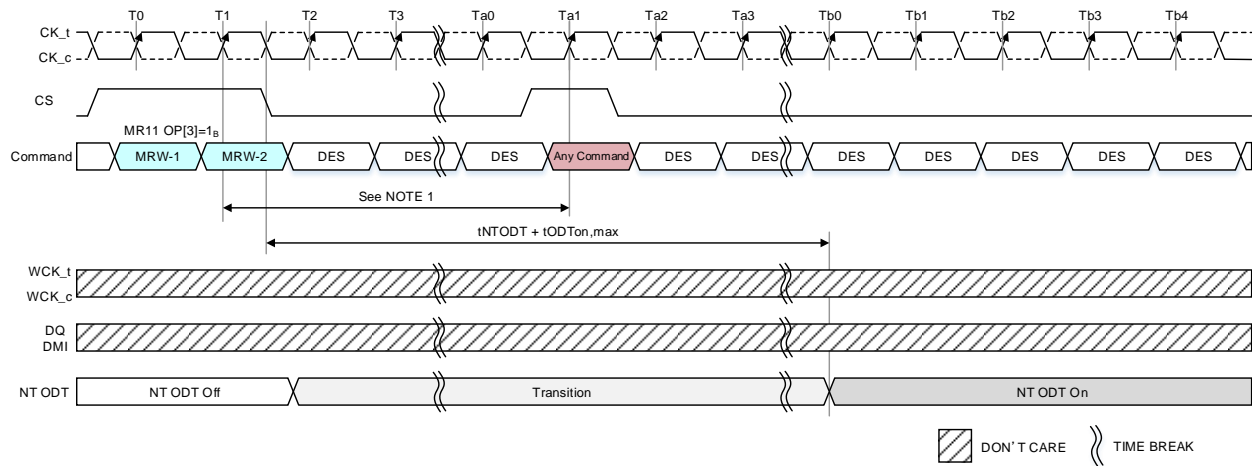 T0 T1 T2 T3 Ta0 Ta1 Ta2 Ta3 Tb0 Tb1 Tb2 Tb3 Tb4
CK_t
CK_c
CS
MR11 OP[3]=1B
Command MRW-1 MRW-2 DES DES DES Any Command DES DES DES DES DES DES DES
See NOTE 1
tNTODT + tODTon,max
WCK_t
WCK_c
DQ
DMI
NT ODT NT ODT Off Transition NT ODT On
DON'T CARE TIME BREAK